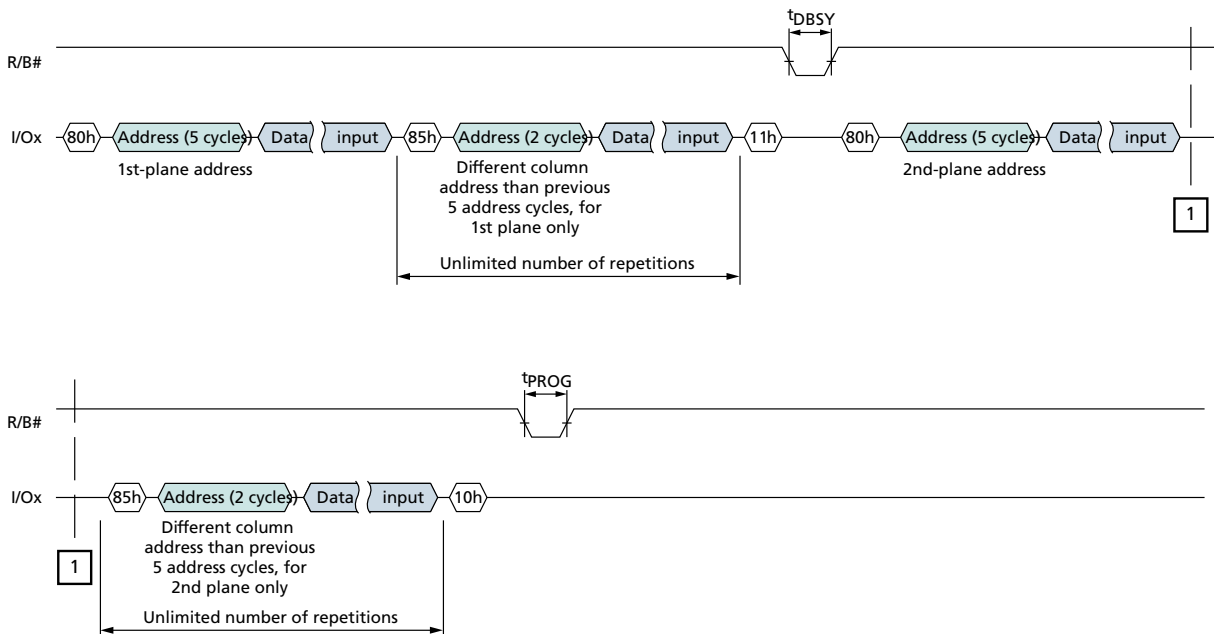 tDBSY
R/B#
I/Ox 80h Address (5 cycles) Data input 85h Address (2 cycles) Data input 11h 80h Address (5 cycles) Data input
1st-plane address
Different column
address than previous
5 address cycles, for
1st plane only
2nd-plane address
1
Unlimited number of repetitions
tPROG
R/B#
I/Ox 85h Address (2 cycles) Data input 10h
Different column
address than previous
5 address cycles, for
2nd plane only
1
Unlimited number of repetitions